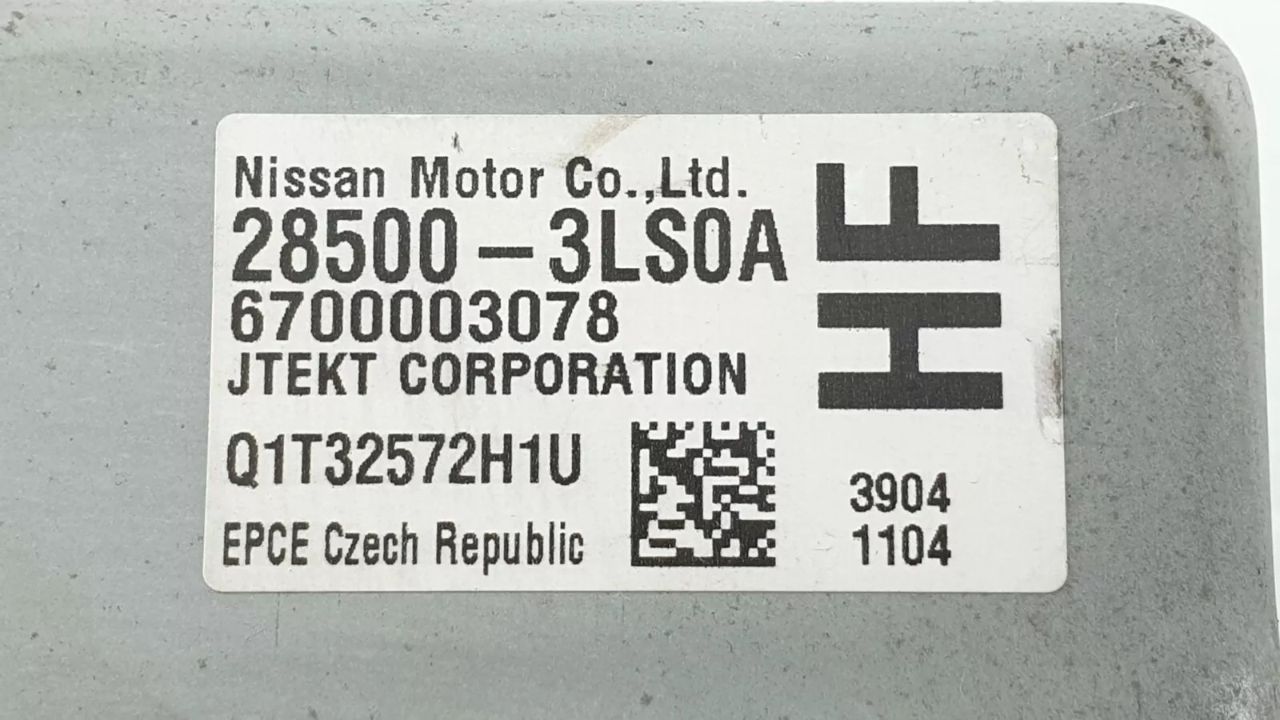 Nissan Motor Co.,Ltd.
28500-3LS0A
6700003078
JTEKT CORPORATION
HF
Q1T32572H1U
EPCE Czech Republic
3904
1104